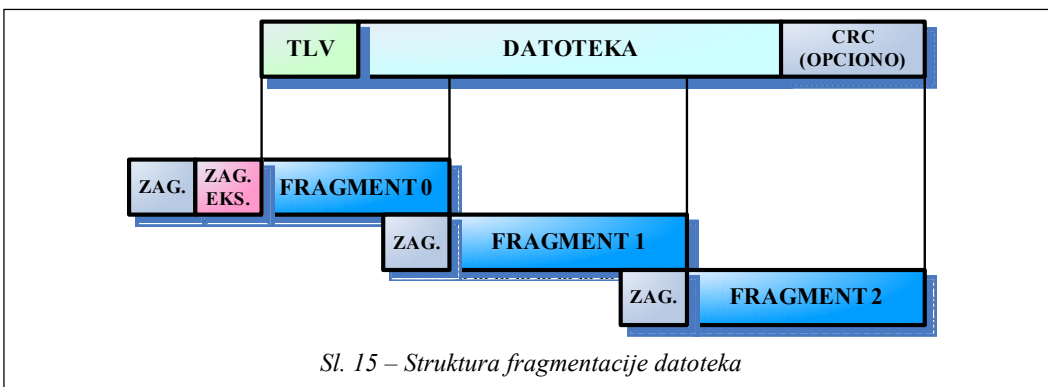 TLV DATOTEKA CRC
(OPCIONO)
ZAG. ZAG.
EKS. FRAGMENT 0
ZAG. FRAGMENT 1
ZAG. FRAGMENT 2
Sl. 15 – Struktura fragmentacije datoteka